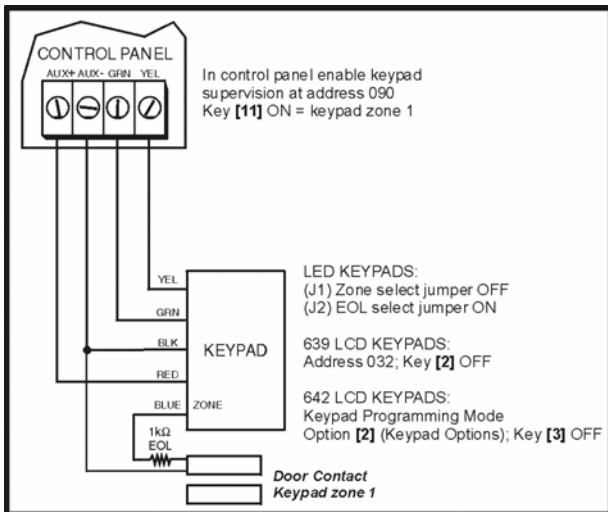 CONTROL PANEL
AUX+ AUX- GRN YEL
In control panel enable keypad
supervision at address 090
Key [11] ON = keypad zone 1
YEL
GRN
BLK
RED
BLUE ZONE
KEYPAD
1kΩ
EOL
LED KEYPADS:
(J1) Zone select jumper OFF
(J2) EOL select jumper ON
639 LCD KEYPADS:
Address 032; Key [2] OFF
642 LCD KEYPADS:
Keypad Programming Mode
Option [2] (Keypad Options); Key [3] OFF
Door Contact
Keypad zone 1